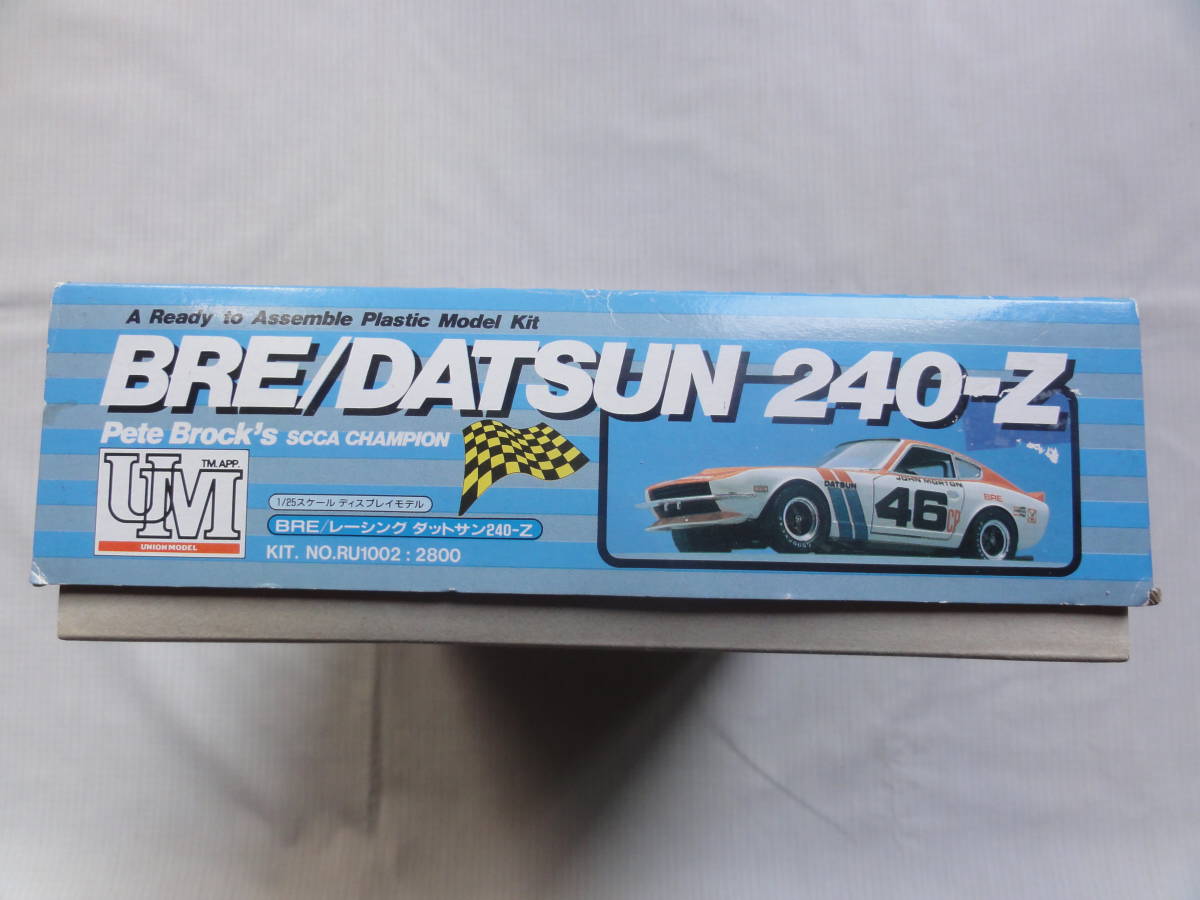 A Ready to Assemble Plastic Model Kit
BRE/DATSUN 240-Z
Pete Brock's SCCA CHAMPION
UM
TM.APP.
UNION MODEL
1/25スケール ディスプレイモデル
BRE/レーシング ダットサン240-Z
KIT. NO.RU1002:2800
DATSUN
JOHN MORTON
46
CP
BRE